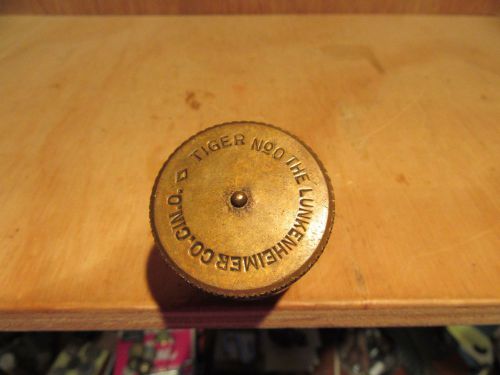 TIGER No0 THE LUNKENHEIMER CO. CIN. O.